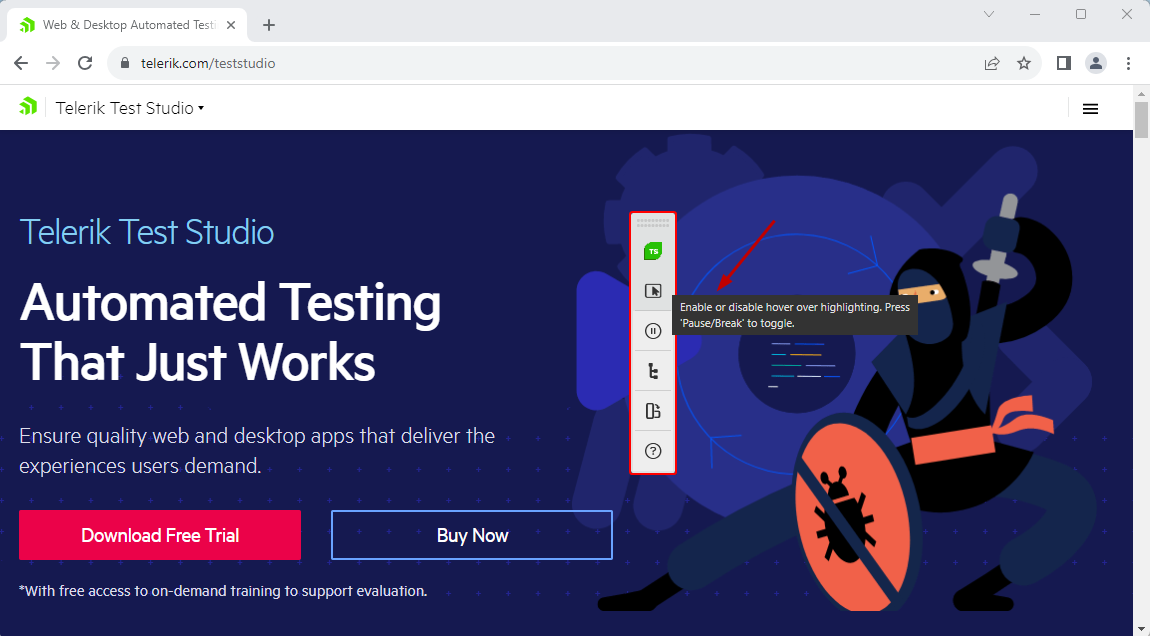 Web & Desktop Automated Testi
telerik.com/teststudio
Telerik Test Studio
Telerik Test Studio
Automated Testing
That Just Works
Ensure quality web and desktop apps that deliver the
experiences users demand.
Download Free Trial
Buy Now
*With free access to on-demand training to support evaluation.
TS
Enable or disable hover over highlighting. Press
'Pause/Break' to toggle.
?